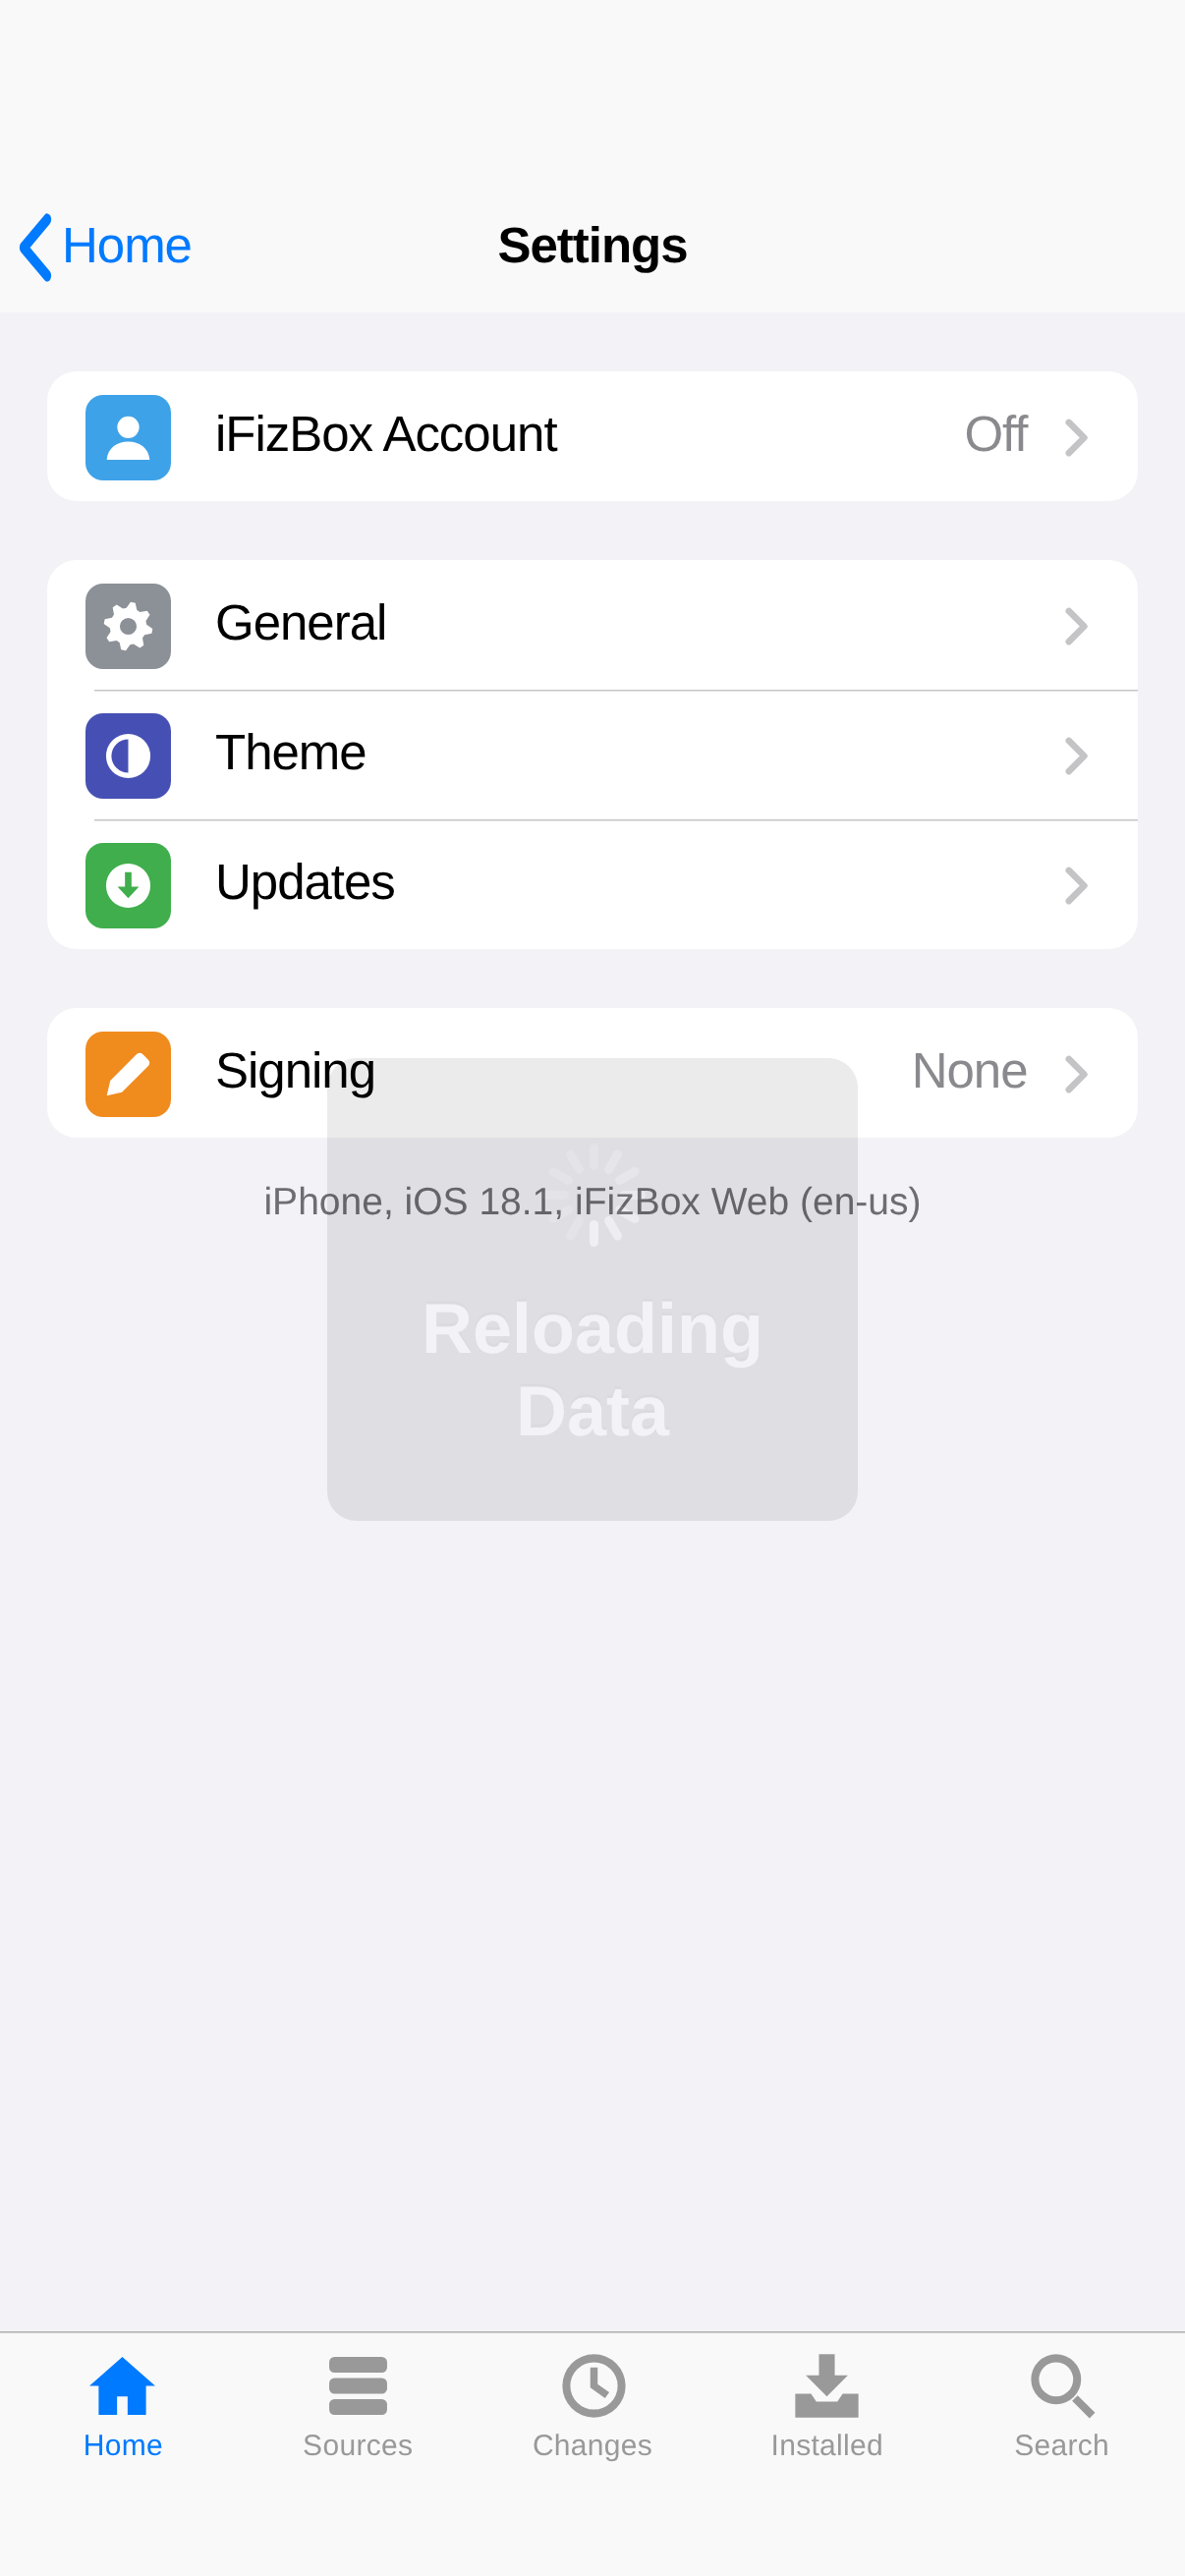 Home
Settings
iFizBox Account
Off
General
Theme
Updates
Signing
None
iPhone, iOS 18.1, iFizBox Web (en-us)
Reloading
Data
Home
Sources
Changes
Installed
Search